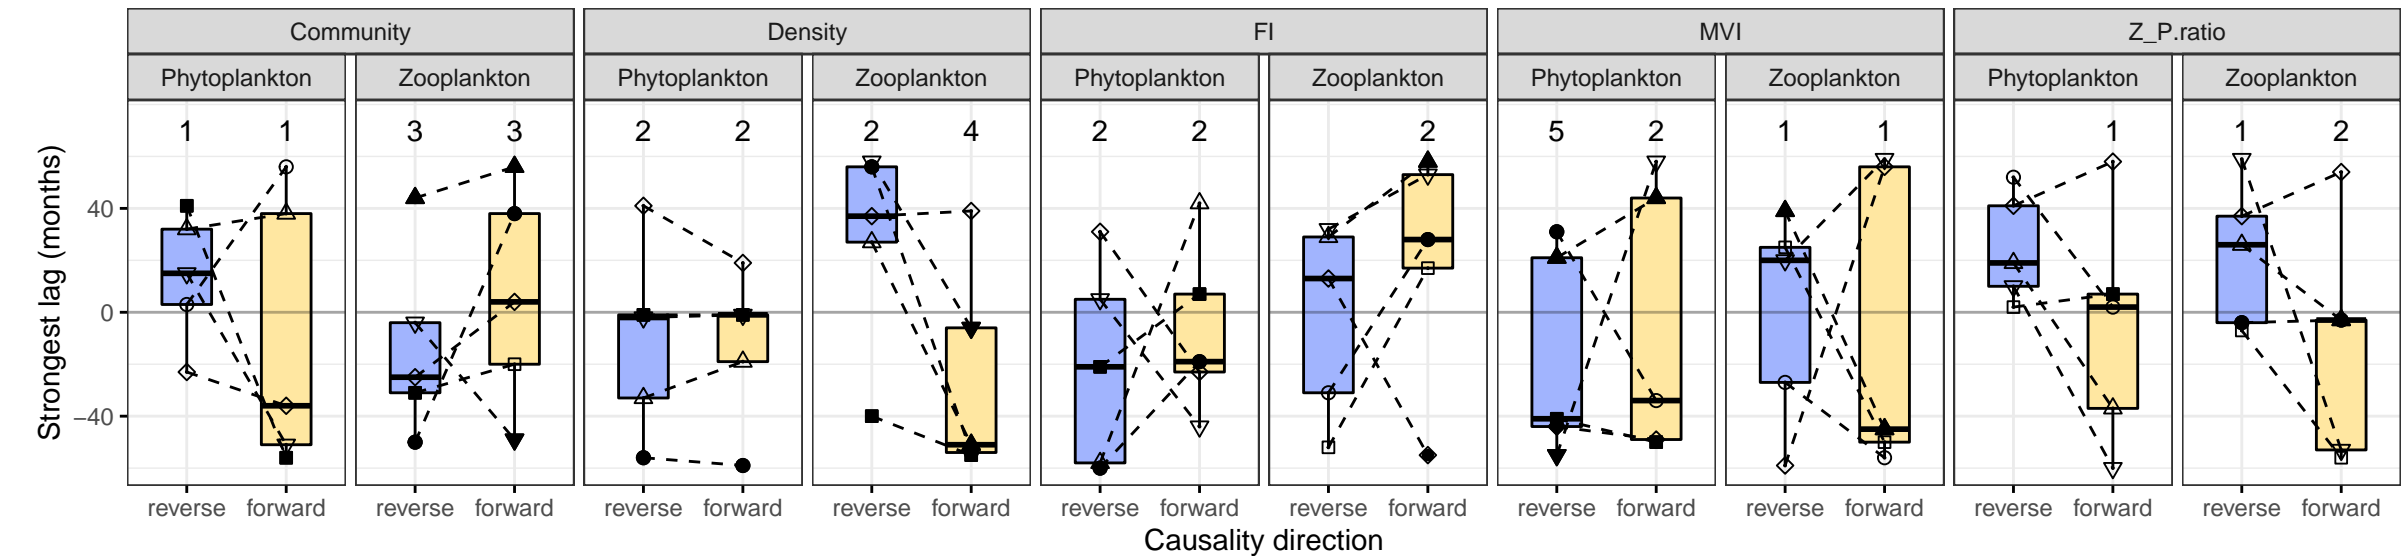 Community Density FI MVI Z_P.ratio
Phytoplankton Zooplankton Phytoplankton Zooplankton Phytoplankton Zooplankton Phytoplankton Zooplankton Phytoplankton Zooplankton
1 1 3 3 2 2 2 4 2 2 2 5 2 1 1 1 1 2
Strongest lag (months)
40
0
−40
reverse forward reverse forward reverse forward reverse forward reverse forward reverse forward reverse forward reverse forward reverse forward reverse forward
Causality direction